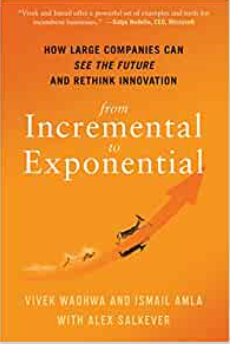 "Vivek and Ismail offer a powerful set of examples and tools for
incumbent businesses." —Satya Nadella, CEO, Microsoft
HOW LARGE COMPANIES CAN
SEE THE FUTURE
AND RETHINK INNOVATION
from
Incremental
to
Exponential
VIVEK WADHWA AND ISMAIL AMLA
WITH ALEX SALKEVER